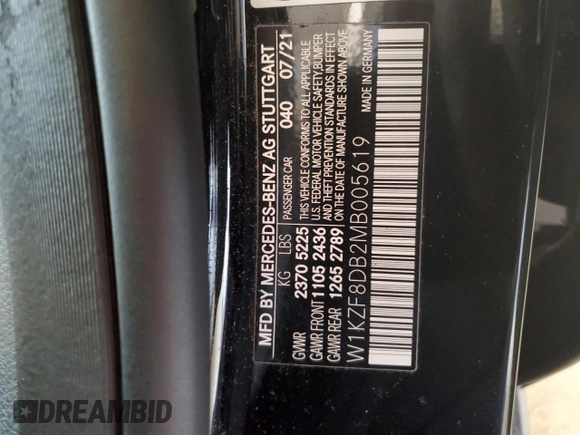 MFD BY MERCEDES-BENZ AG STUTTGART
KG LBS PASSENGER CAR 040 07/21
GVWR 2370 5225 THIS VEHICLE CONFORMS TO ALL APPLICABLE
GAWR FRONT 1105 2436 U.S. FEDERAL MOTOR VEHICLE SAFETY, BUMPER
GAWR REAR 1265 2789 AND THEFT PREVENTION STANDARDS IN EFFECT
ON THE DATE OF MANUFACTURE SHOWN ABOVE
W1KZF8DB2MB005619 MADE IN GERMANY
DREAMBID